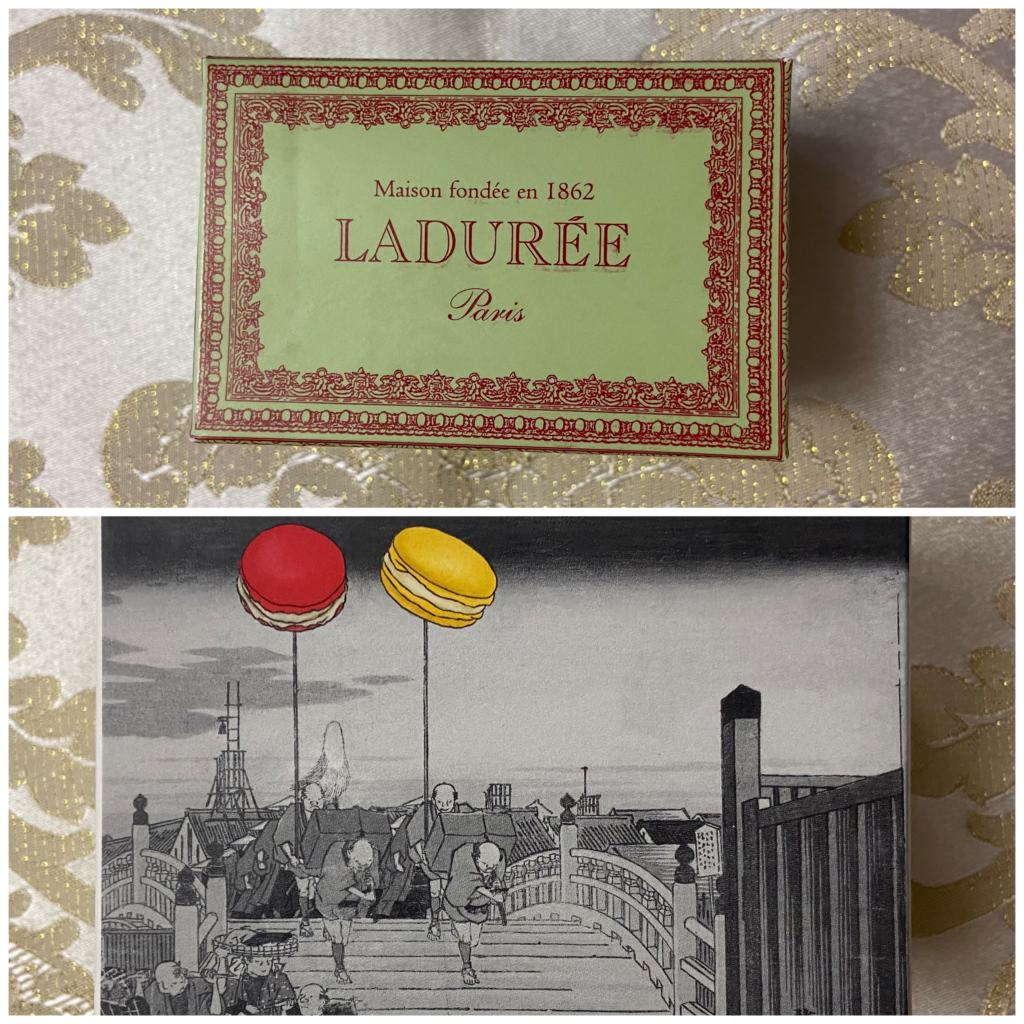 Maison fondée en 1862
LADURÉE
Paris